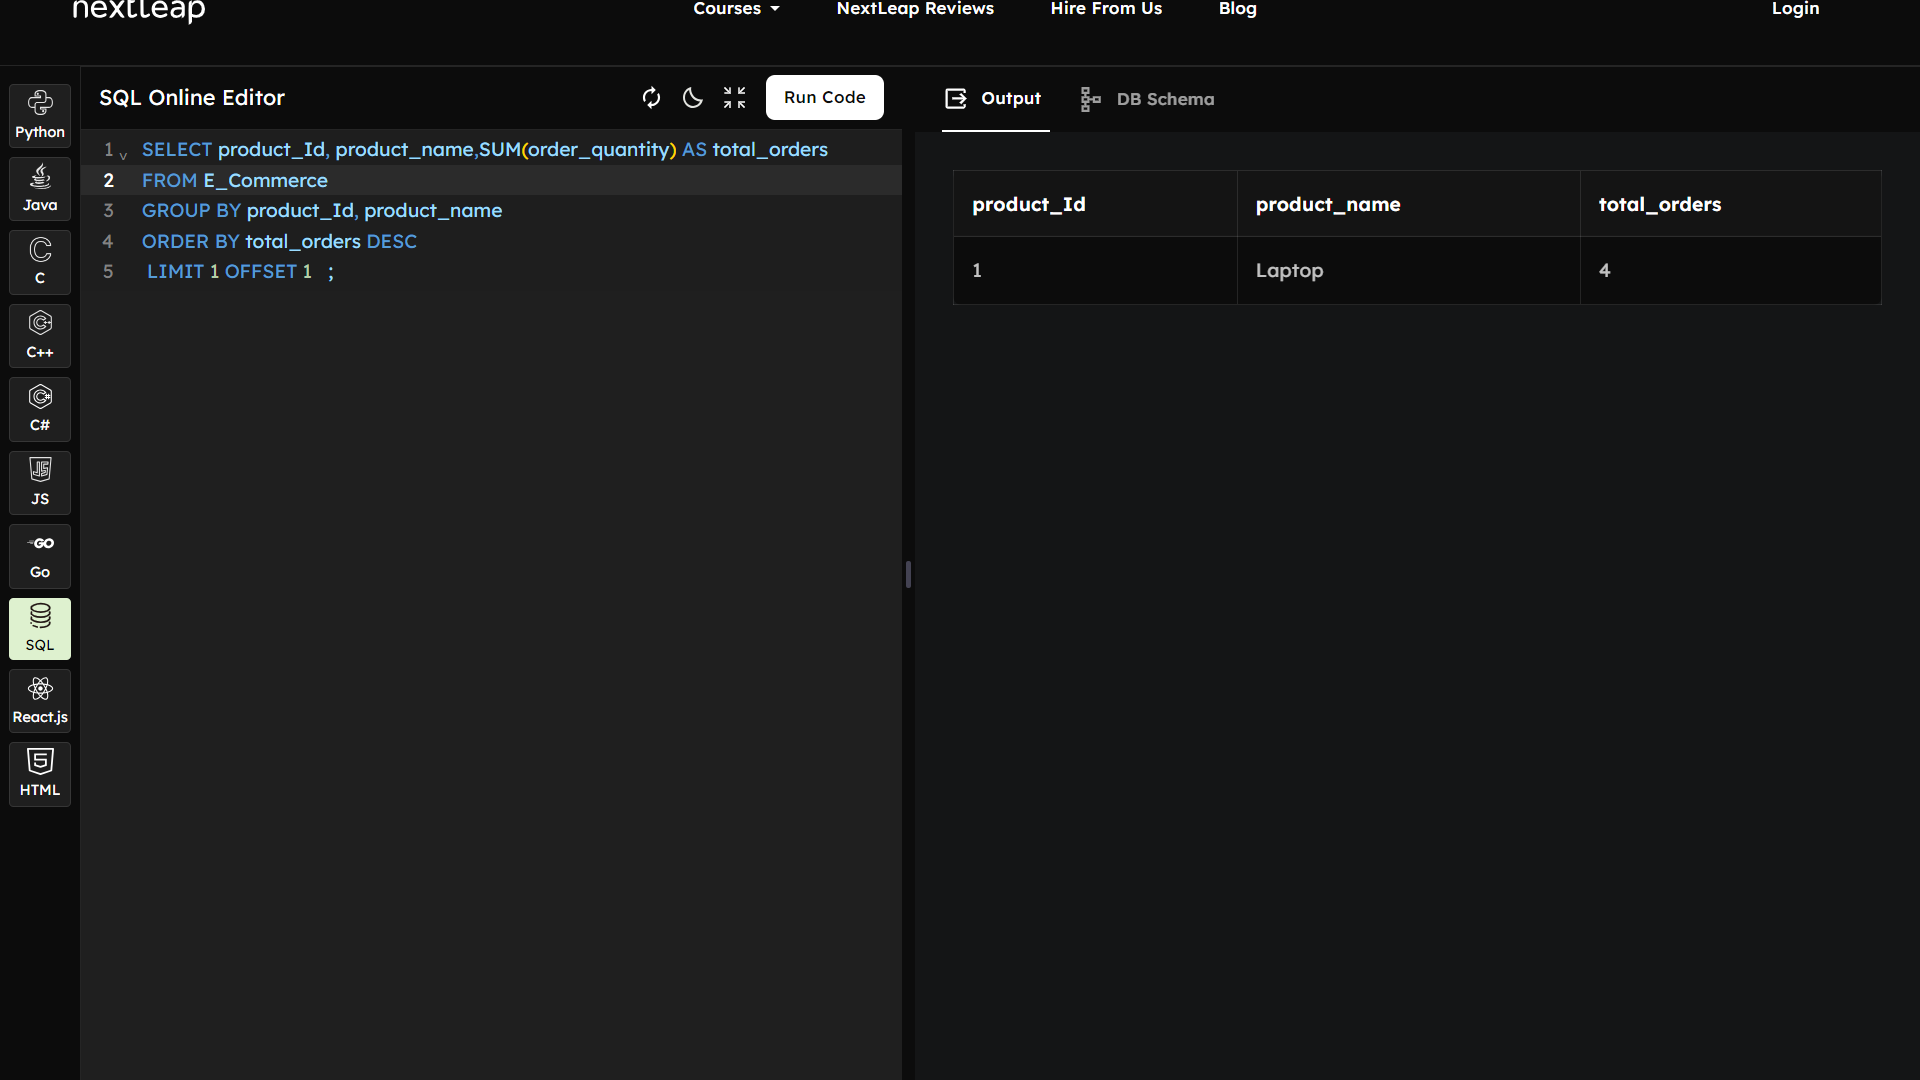 nextleap
Courses
NextLeap Reviews
Hire From Us
Blog
Login
Python
Java
C
C++
C#
JS
Go
SQL
React.js
HTML
SQL Online Editor
Run Code
1 SELECT product_Id, product_name,SUM(order_quantity) AS total_orders
2 FROM E_Commerce
3 GROUP BY product_Id, product_name
4 ORDER BY total_orders DESC
5 LIMIT 1 OFFSET 1 ;
Output
DB Schema
product_Id product_name total_orders
1 Laptop 4